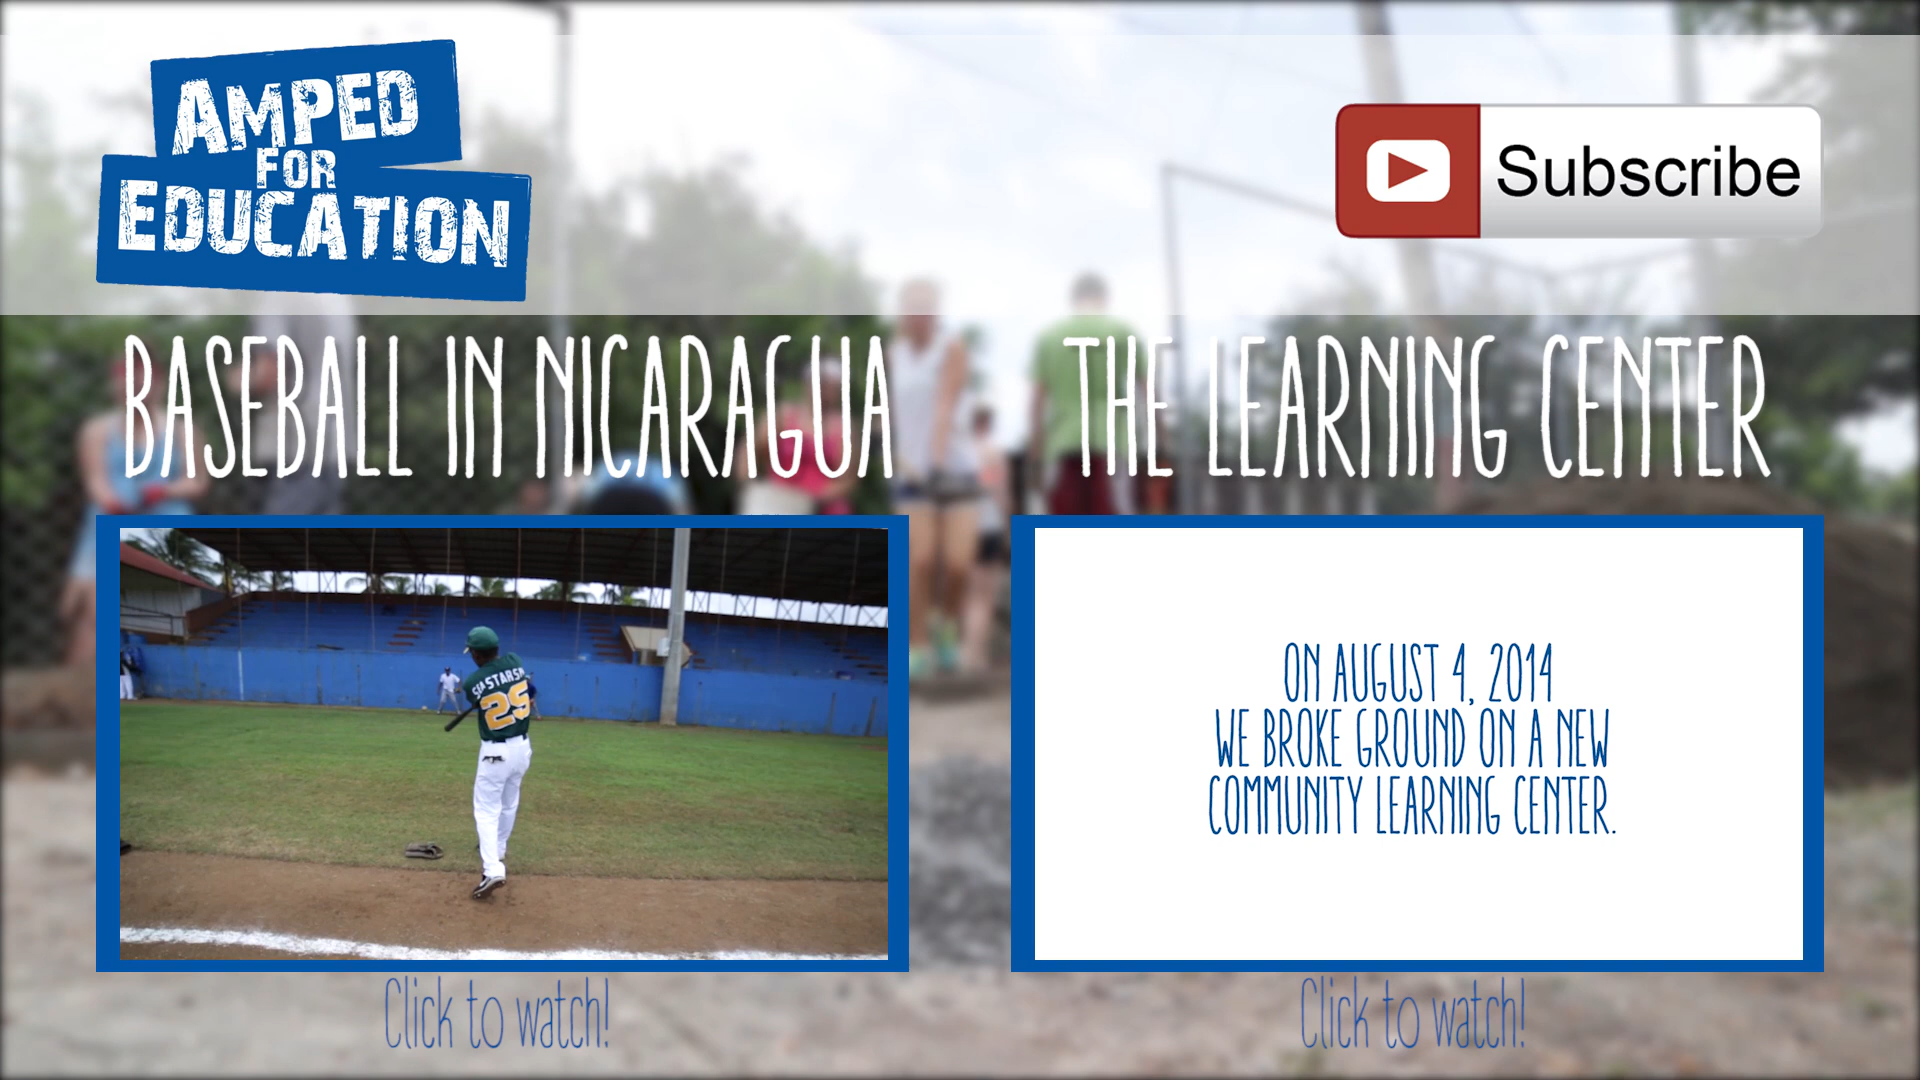 AMPED
FOR
EDUCATION
Subscribe
BASEBALL IN NICARAGUA
THE LEARNING CENTER
25
ON AUGUST 4, 2014
WE BROKE GROUND ON A NEW
COMMUNITY LEARNING CENTER.
Click to watch!
Click to watch!